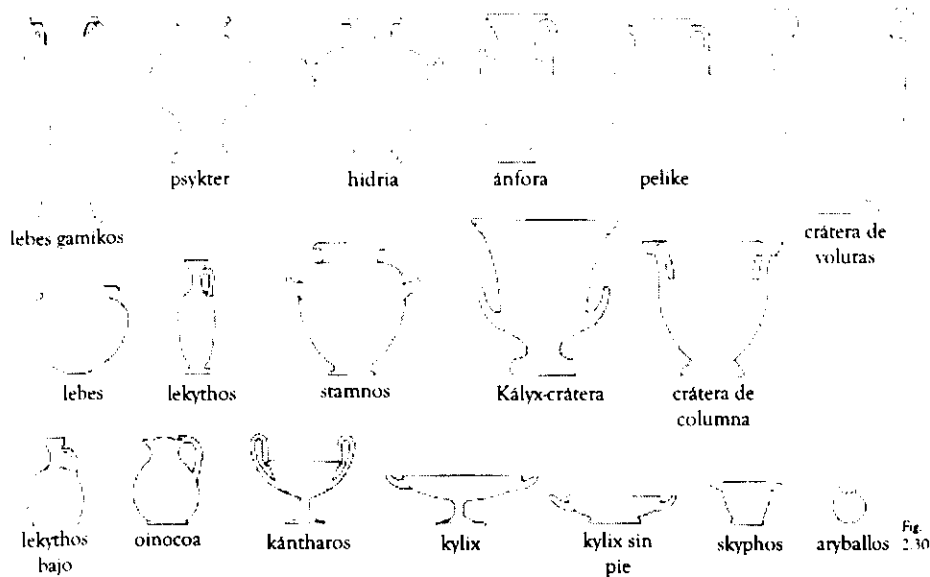 psykter
hidria
ánfora
pelike
lebes gamikos
crátera de
voluras
lebes
lekythos
stamnos
Kályx-crátera
crátera de
columna
lekythos
bajo
oinocoa
kántharos
kylix
kylix sin
pie
skyphos
aryballos
Fig.
2.30